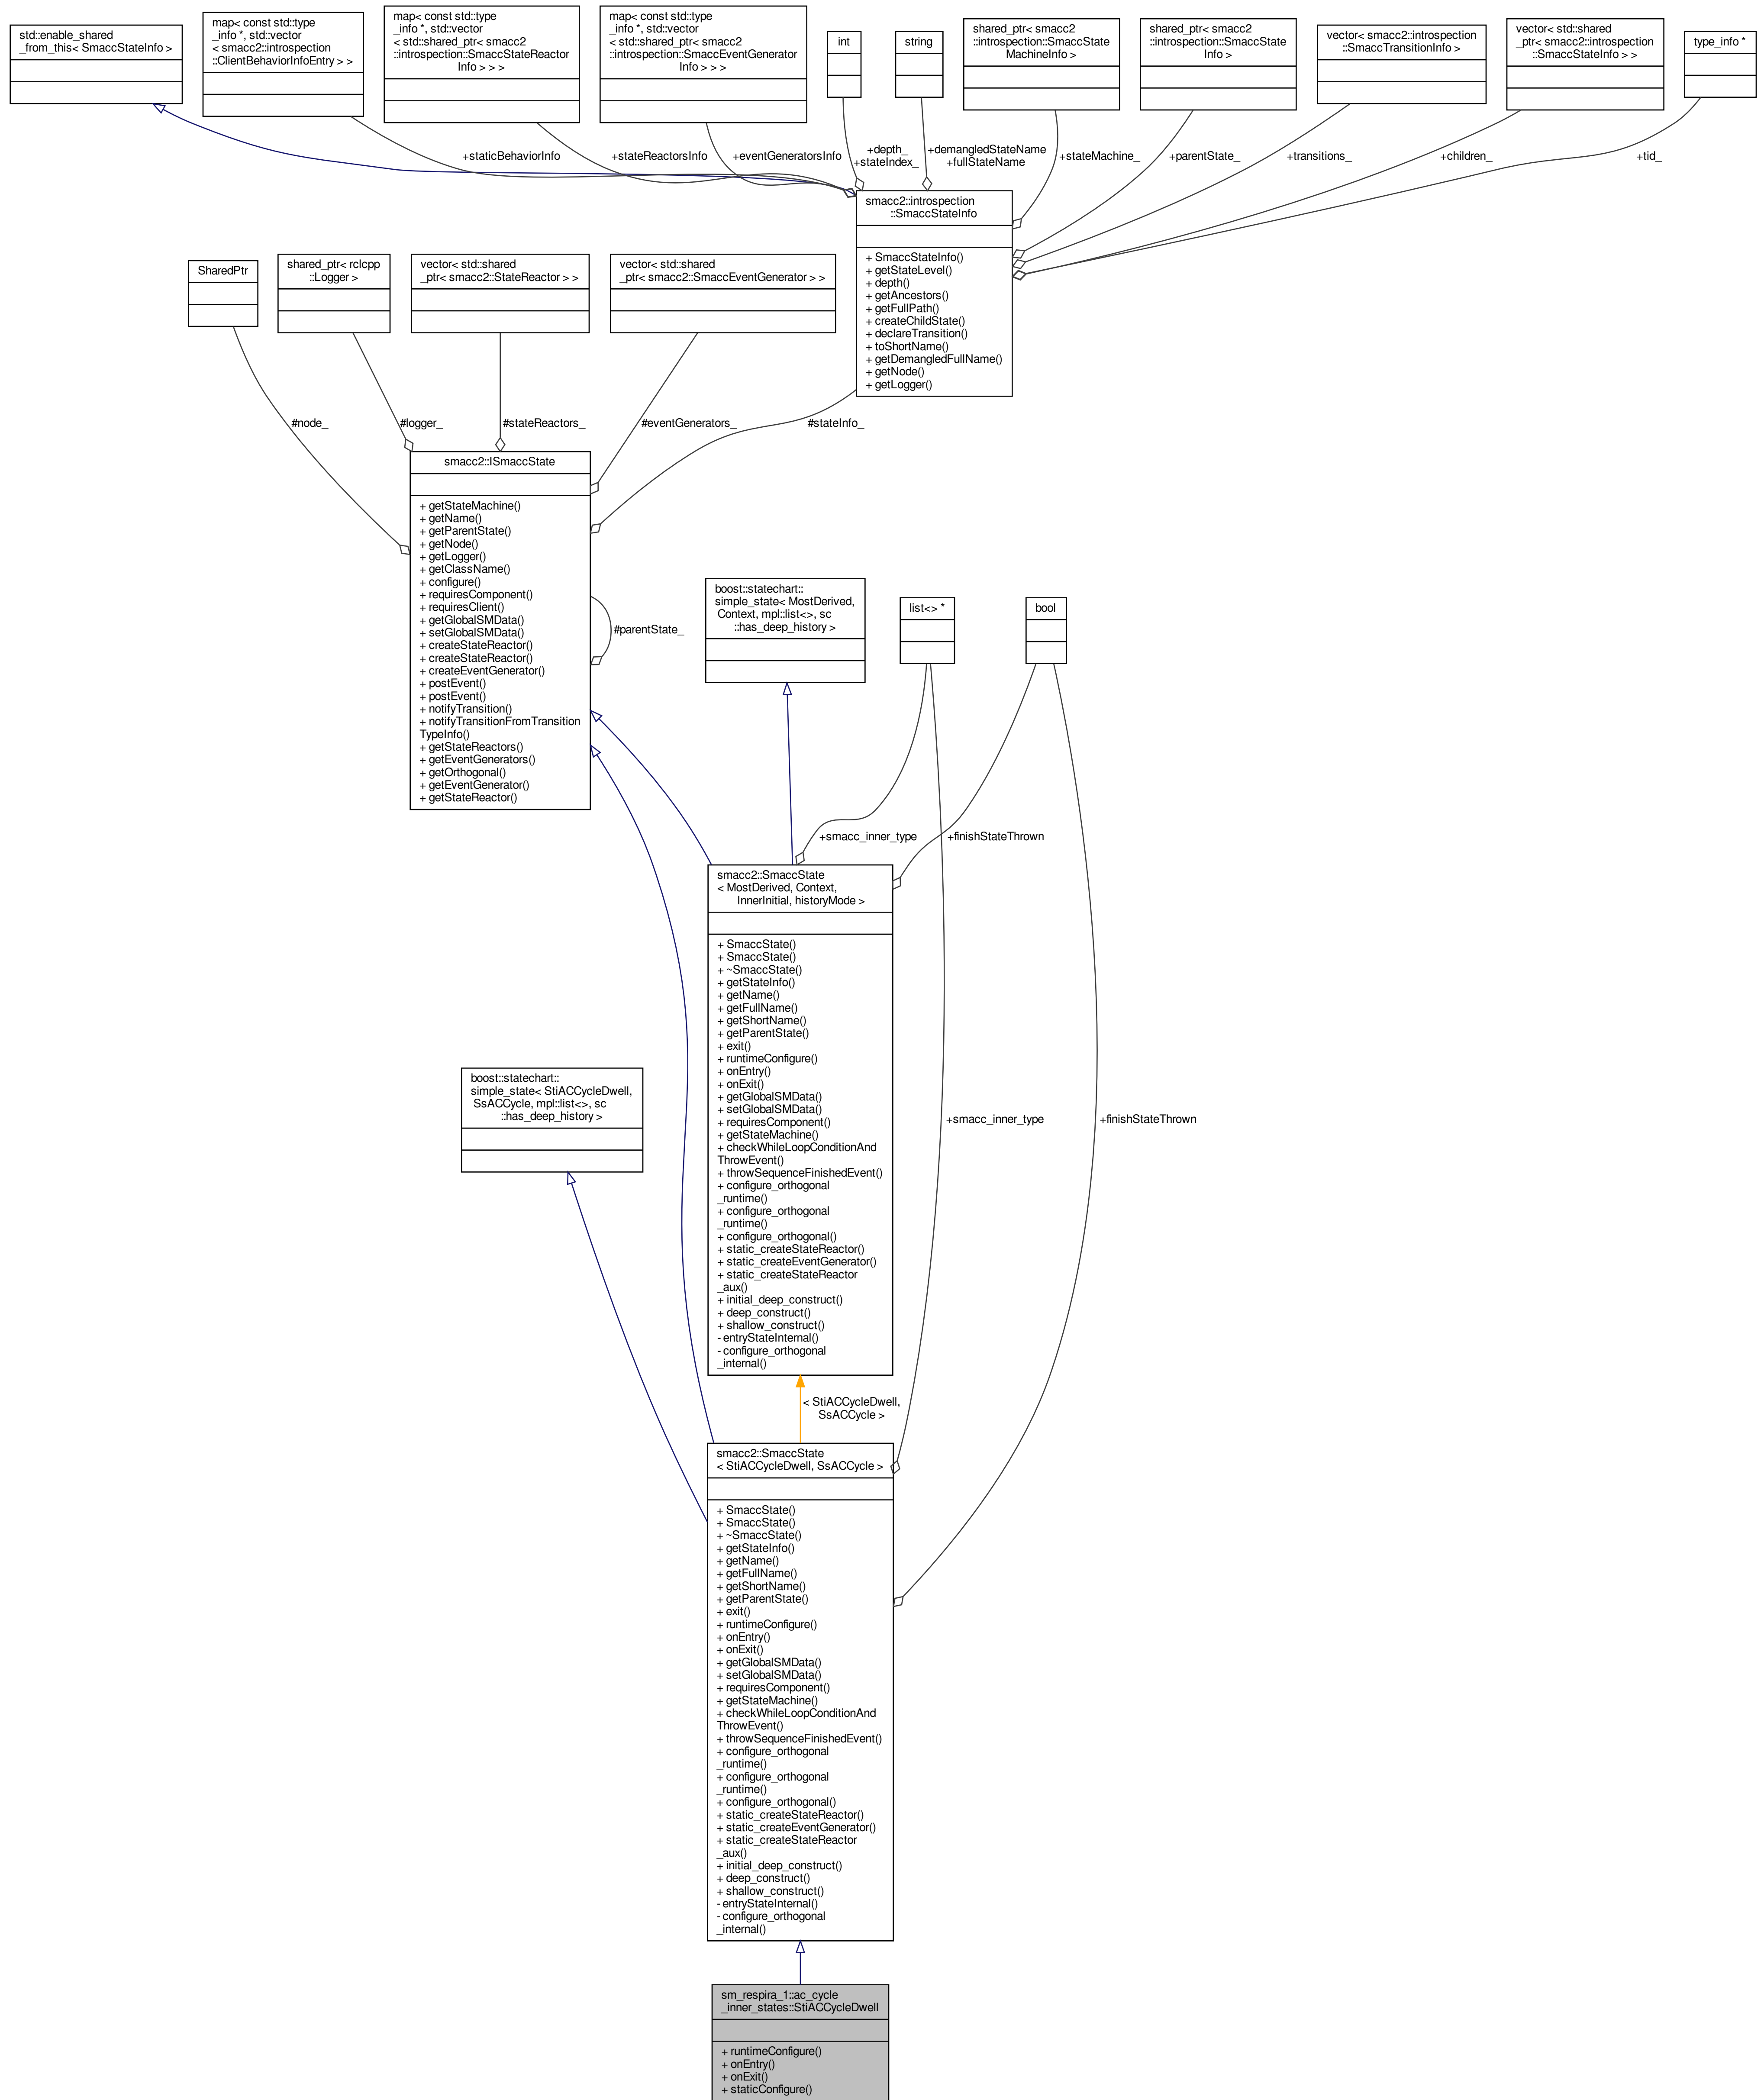 std::enable_shared
_from_this< SmaccStateInfo >
map< const std::type
_info *, std::vector
< smacc2::introspection
::ClientBehaviorInfoEntry > >
map< const std::type
_info *, std::vector
< std::shared_ptr< smacc2
::introspection::SmaccStateReactor
Info > > >
map< const std::type
_info *, std::vector
< std::shared_ptr< smacc2
::introspection::SmaccEventGenerator
Info > > >
int
string
shared_ptr< smacc2
::introspection::SmaccState
MachineInfo >
shared_ptr< smacc2
::introspection::SmaccState
Info >
vector< smacc2::introspection
::SmaccTransitionInfo >
vector< std::shared
_ptr< smacc2::introspection
::SmaccStateInfo > >
type_info *
+staticBehaviorInfo
+stateReactorsInfo
+eventGeneratorsInfo
+depth_
+stateIndex_
+demangledStateName
+fullStateName
+stateMachine_
+parentState_
+transitions_
+children_
+tid_
smacc2::introspection
::SmaccStateInfo
+ SmaccStateInfo()
+ getStateLevel()
+ depth()
+ getAncestors()
+ getFullPath()
+ createChildState()
+ declareTransition()
+ toShortName()
+ getDemangledFullName()
+ getNode()
+ getLogger()
SharedPtr
shared_ptr< rclcpp
::Logger >
vector< std::shared
_ptr< smacc2::StateReactor > >
vector< std::shared
_ptr< smacc2::SmaccEventGenerator > >
#node_
#logger_
#stateReactors_
#eventGenerators_
#stateInfo_
smacc2::ISmaccState
+ getStateMachine()
+ getName()
+ getParentState()
+ getNode()
+ getLogger()
+ getClassName()
+ configure()
+ requiresComponent()
+ requiresClient()
+ getGlobalSMData()
+ setGlobalSMData()
+ createStateReactor()
+ createStateReactor()
+ createEventGenerator()
+ postEvent()
+ postEvent()
+ notifyTransition()
+ notifyTransitionFromTransition
TypeInfo()
+ getStateReactors()
+ getEventGenerators()
+ getOrthogonal()
+ getEventGenerator()
+ getStateReactor()
#parentState_
boost::statechart::
simple_state< MostDerived,
Context, mpl::list<>, sc
::has_deep_history >
list<> *
bool
+smacc_inner_type
+finishStateThrown
smacc2::SmaccState
< MostDerived, Context,
InnerInitial, historyMode >
+ SmaccState()
+ SmaccState()
+ ~SmaccState()
+ getStateInfo()
+ getName()
+ getFullName()
+ getShortName()
+ getParentState()
+ exit()
+ runtimeConfigure()
+ onEntry()
+ onExit()
+ getGlobalSMData()
+ setGlobalSMData()
+ requiresComponent()
+ getStateMachine()
+ checkWhileLoopConditionAnd
ThrowEvent()
+ throwSequenceFinishedEvent()
+ configure_orthogonal
_runtime()
+ configure_orthogonal
_runtime()
+ configure_orthogonal()
+ static_createStateReactor()
+ static_createEventGenerator()
+ static_createStateReactor
_aux()
+ initial_deep_construct()
+ deep_construct()
+ shallow_construct()
- entryStateInternal()
- configure_orthogonal
_internal()
boost::statechart::
simple_state< StiACCycleDwell,
SsACCycle, mpl::list<>, sc
::has_deep_history >
+smacc_inner_type
+finishStateThrown
< StiACCycleDwell,
SsACCycle >
smacc2::SmaccState
< StiACCycleDwell, SsACCycle >
+ SmaccState()
+ SmaccState()
+ ~SmaccState()
+ getStateInfo()
+ getName()
+ getFullName()
+ getShortName()
+ getParentState()
+ exit()
+ runtimeConfigure()
+ onEntry()
+ onExit()
+ getGlobalSMData()
+ setGlobalSMData()
+ requiresComponent()
+ getStateMachine()
+ checkWhileLoopConditionAnd
ThrowEvent()
+ throwSequenceFinishedEvent()
+ configure_orthogonal
_runtime()
+ configure_orthogonal
_runtime()
+ configure_orthogonal()
+ static_createStateReactor()
+ static_createEventGenerator()
+ static_createStateReactor
_aux()
+ initial_deep_construct()
+ deep_construct()
+ shallow_construct()
- entryStateInternal()
- configure_orthogonal
_internal()
sm_respira_1::ac_cycle
_inner_states::StiACCycleDwell
+ runtimeConfigure()
+ onEntry()
+ onExit()
+ staticConfigure()